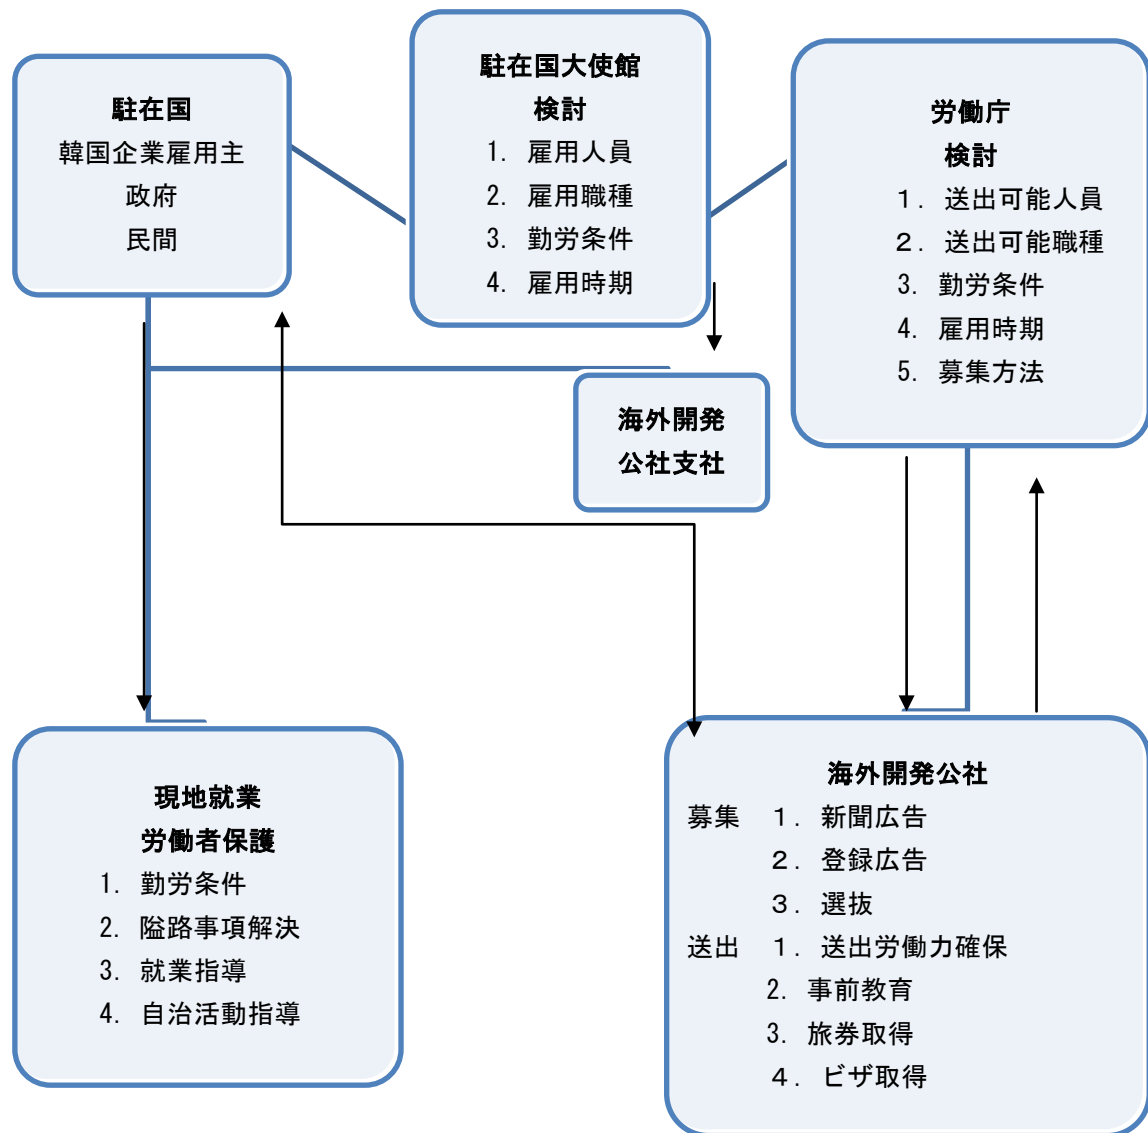 駐在国
韓国企業雇用主
政府
民間
駐在国大使館
検討
1. 雇用人員
2. 雇用職種
3. 勤労条件
4. 雇用時期
労働庁
検討
１. 送出可能人員
２. 送出可能職種
3. 勤労条件
4. 雇用時期
5. 募集方法
海外開発
公社支社
現地就業
労働者保護
1. 勤労条件
2. 隘路事項解決
3. 就業指導
4. 自治活動指導
海外開発公社
募集 １. 新聞広告
２. 登録広告
３. 選抜
送出 １. 送出労働力確保
2. 事前教育
3. 旅券取得
４. ビザ取得